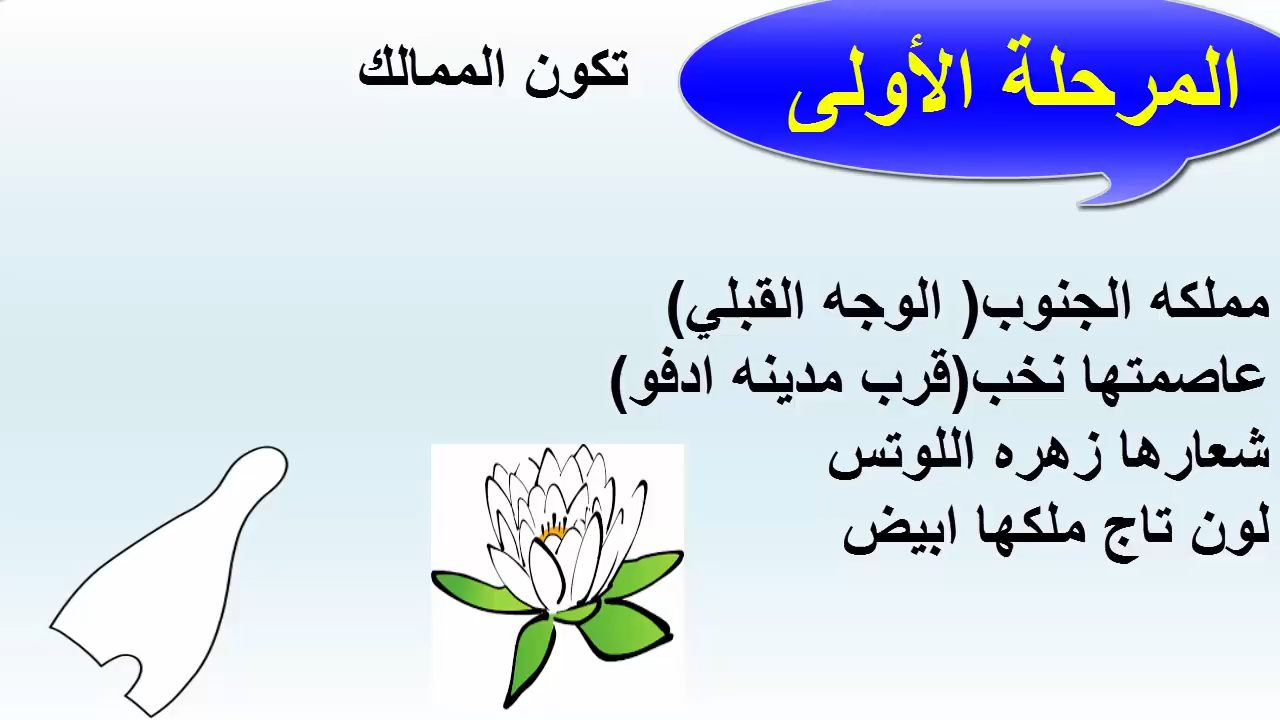 المرحلة الأولى
تكون الممالك
مملكه الجنوب( الوجه القبلي)
عاصمتها نخب(قرب مدينه ادفو)
شعارها زهره اللوتس
لون تاج ملكها ابيض